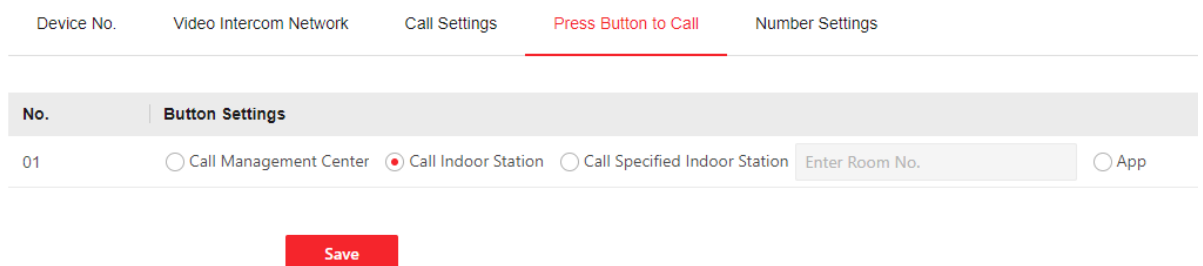 Device No. Video Intercom Network Call Settings Press Button to Call Number Settings
No. Button Settings
01 Call Management Center Call Indoor Station Call Specified Indoor Station Enter Room No. App
Save